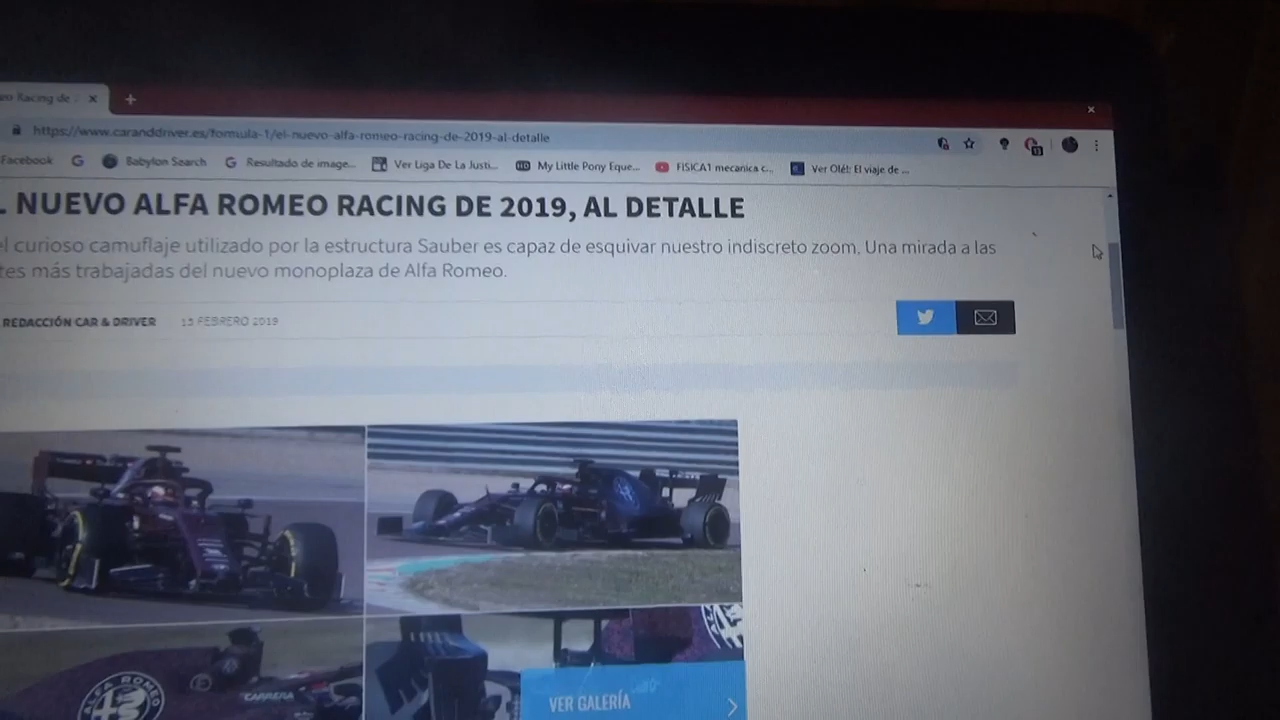 eo Racing de
https://www.caranddriver.es/formula-1/el-nuevo-alfa-romeo-racing-de-2019-al-detalle
Facebook Babylon Search Resultado de image... Ver Liga De La Justi... My Little Pony Eque... FISICA1 mecanica c... Ver Olé!: El viaje de ...
L NUEVO ALFA ROMEO RACING DE 2019, AL DETALLE
el curioso camuflaje utilizado por la estructura Sauber es capaz de esquivar nuestro indiscreto zoom. Una mirada a las
tes más trabajadas del nuevo monoplaza de Alfa Romeo.
REDACCIÓN CAR & DRIVER 13 FEBRERO 2019
ALFA ROMEO
CARRERA
VER GALERÍA